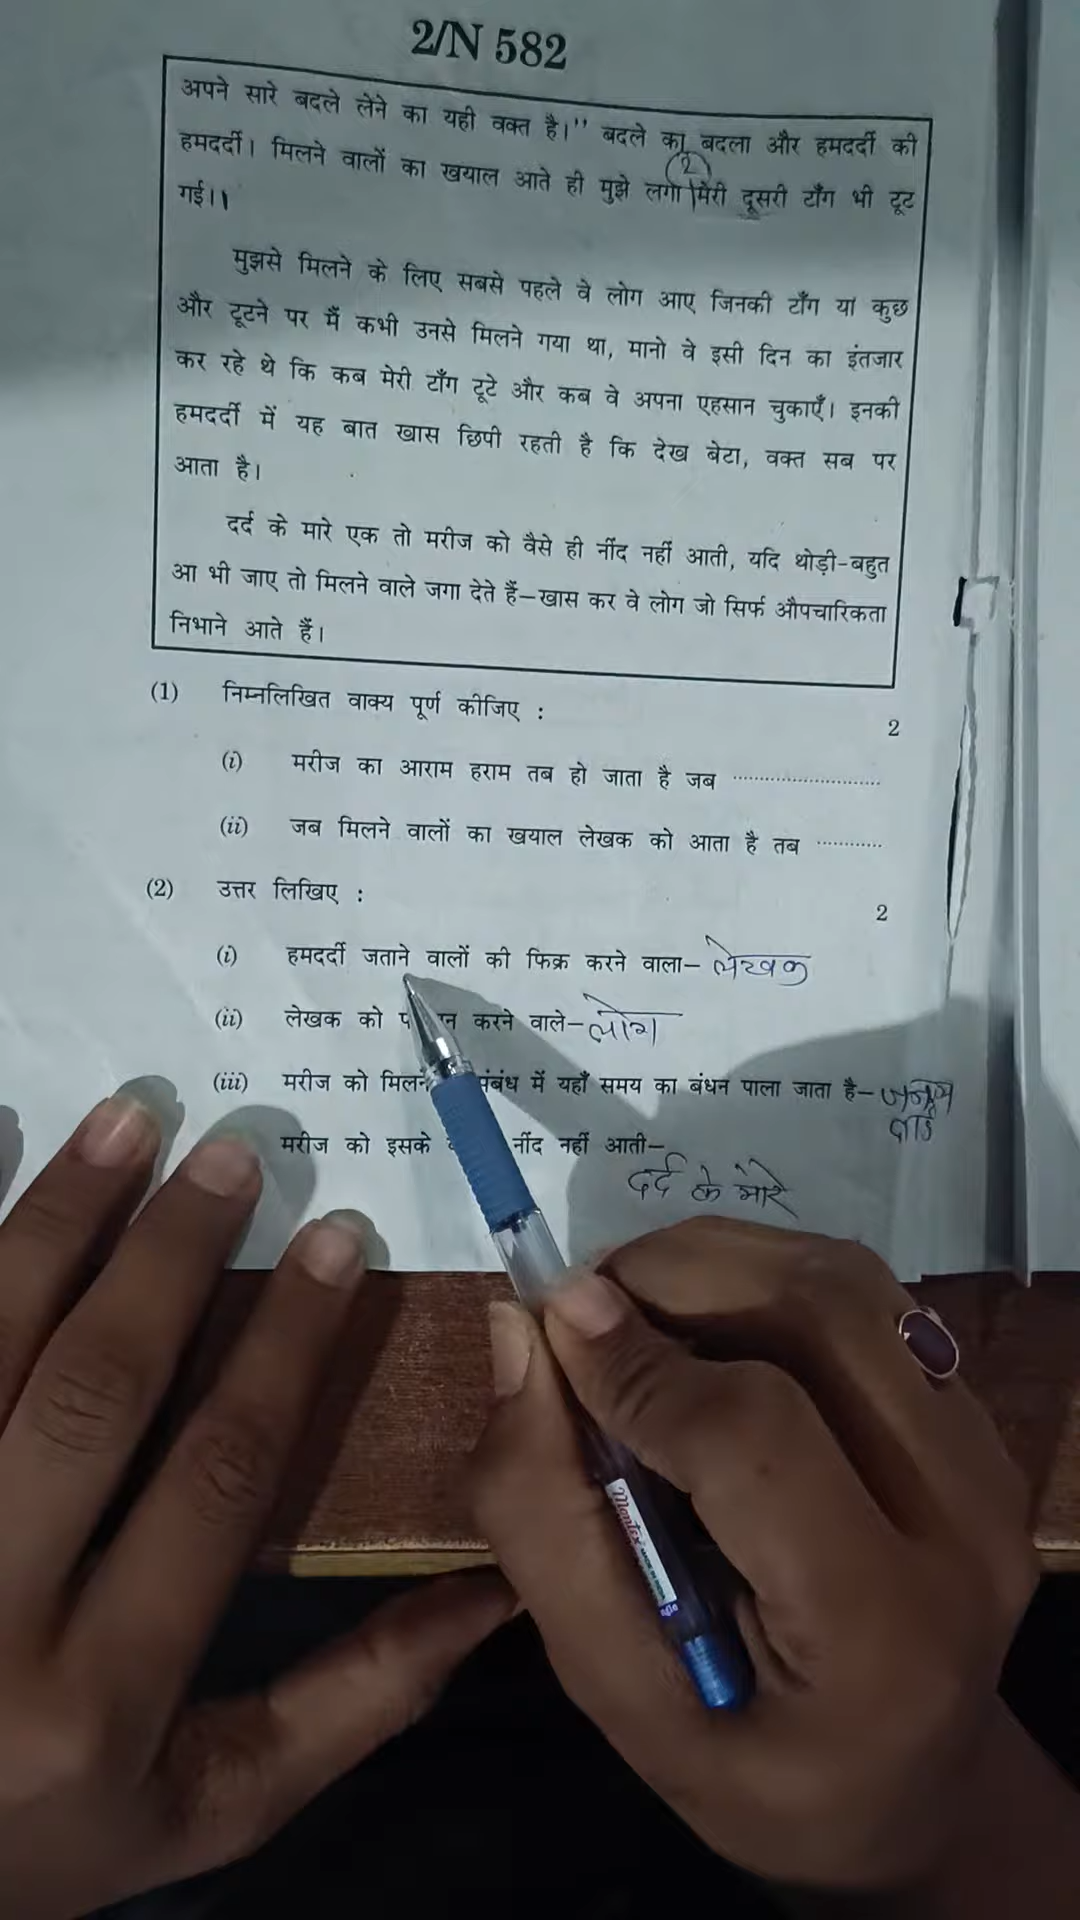 2/N 582
अपने सारे बदले लेने का यही वक्त है।" बदले का बदला और हमदर्दी की
(2)
हमदर्दी। मिलने वालों का खयाल आते ही मुझे लगा मेरी दूसरी टाँग भी टूट
गई।।
मुझसे मिलने के लिए सबसे पहले वे लोग आए जिनकी टाँग या कुछ
और टूटने पर मैं कभी उनसे मिलने गया था, मानो वे इसी दिन का इंतजार
कर रहे थे कि कब मेरी टाँग टूटे और कब वे अपना एहसान चुकाएँ। इनकी
हमदर्दी में यह बात खास छिपी रहती है कि देख बेटा, वक्त सब पर
आता है।
दर्द के मारे एक तो मरीज को वैसे ही नींद नहीं आती, यदि थोड़ी-बहुत
आ भी जाए तो मिलने वाले जगा देते हैं–खास कर वे लोग जो सिर्फ औपचारिकता
निभाने आते हैं।
(1) निम्नलिखित वाक्य पूर्ण कीजिए : 2
(i) मरीज का आराम हराम तब हो जाता है जब ............................
(ii) जब मिलने वालों का खयाल लेखक को आता है तब ............
(2) उत्तर लिखिए : 2
(i) हमदर्दी जताने वालों की फिक्र करने वाला– लेखक
(ii) लेखक को करने वाले– लोग
(iii) मरीज को में यहाँ समय का बंधन पाला जाता है–
वार्ड
मरीज को इसके नींद नहीं आती–
दर्द के मारे
Montex